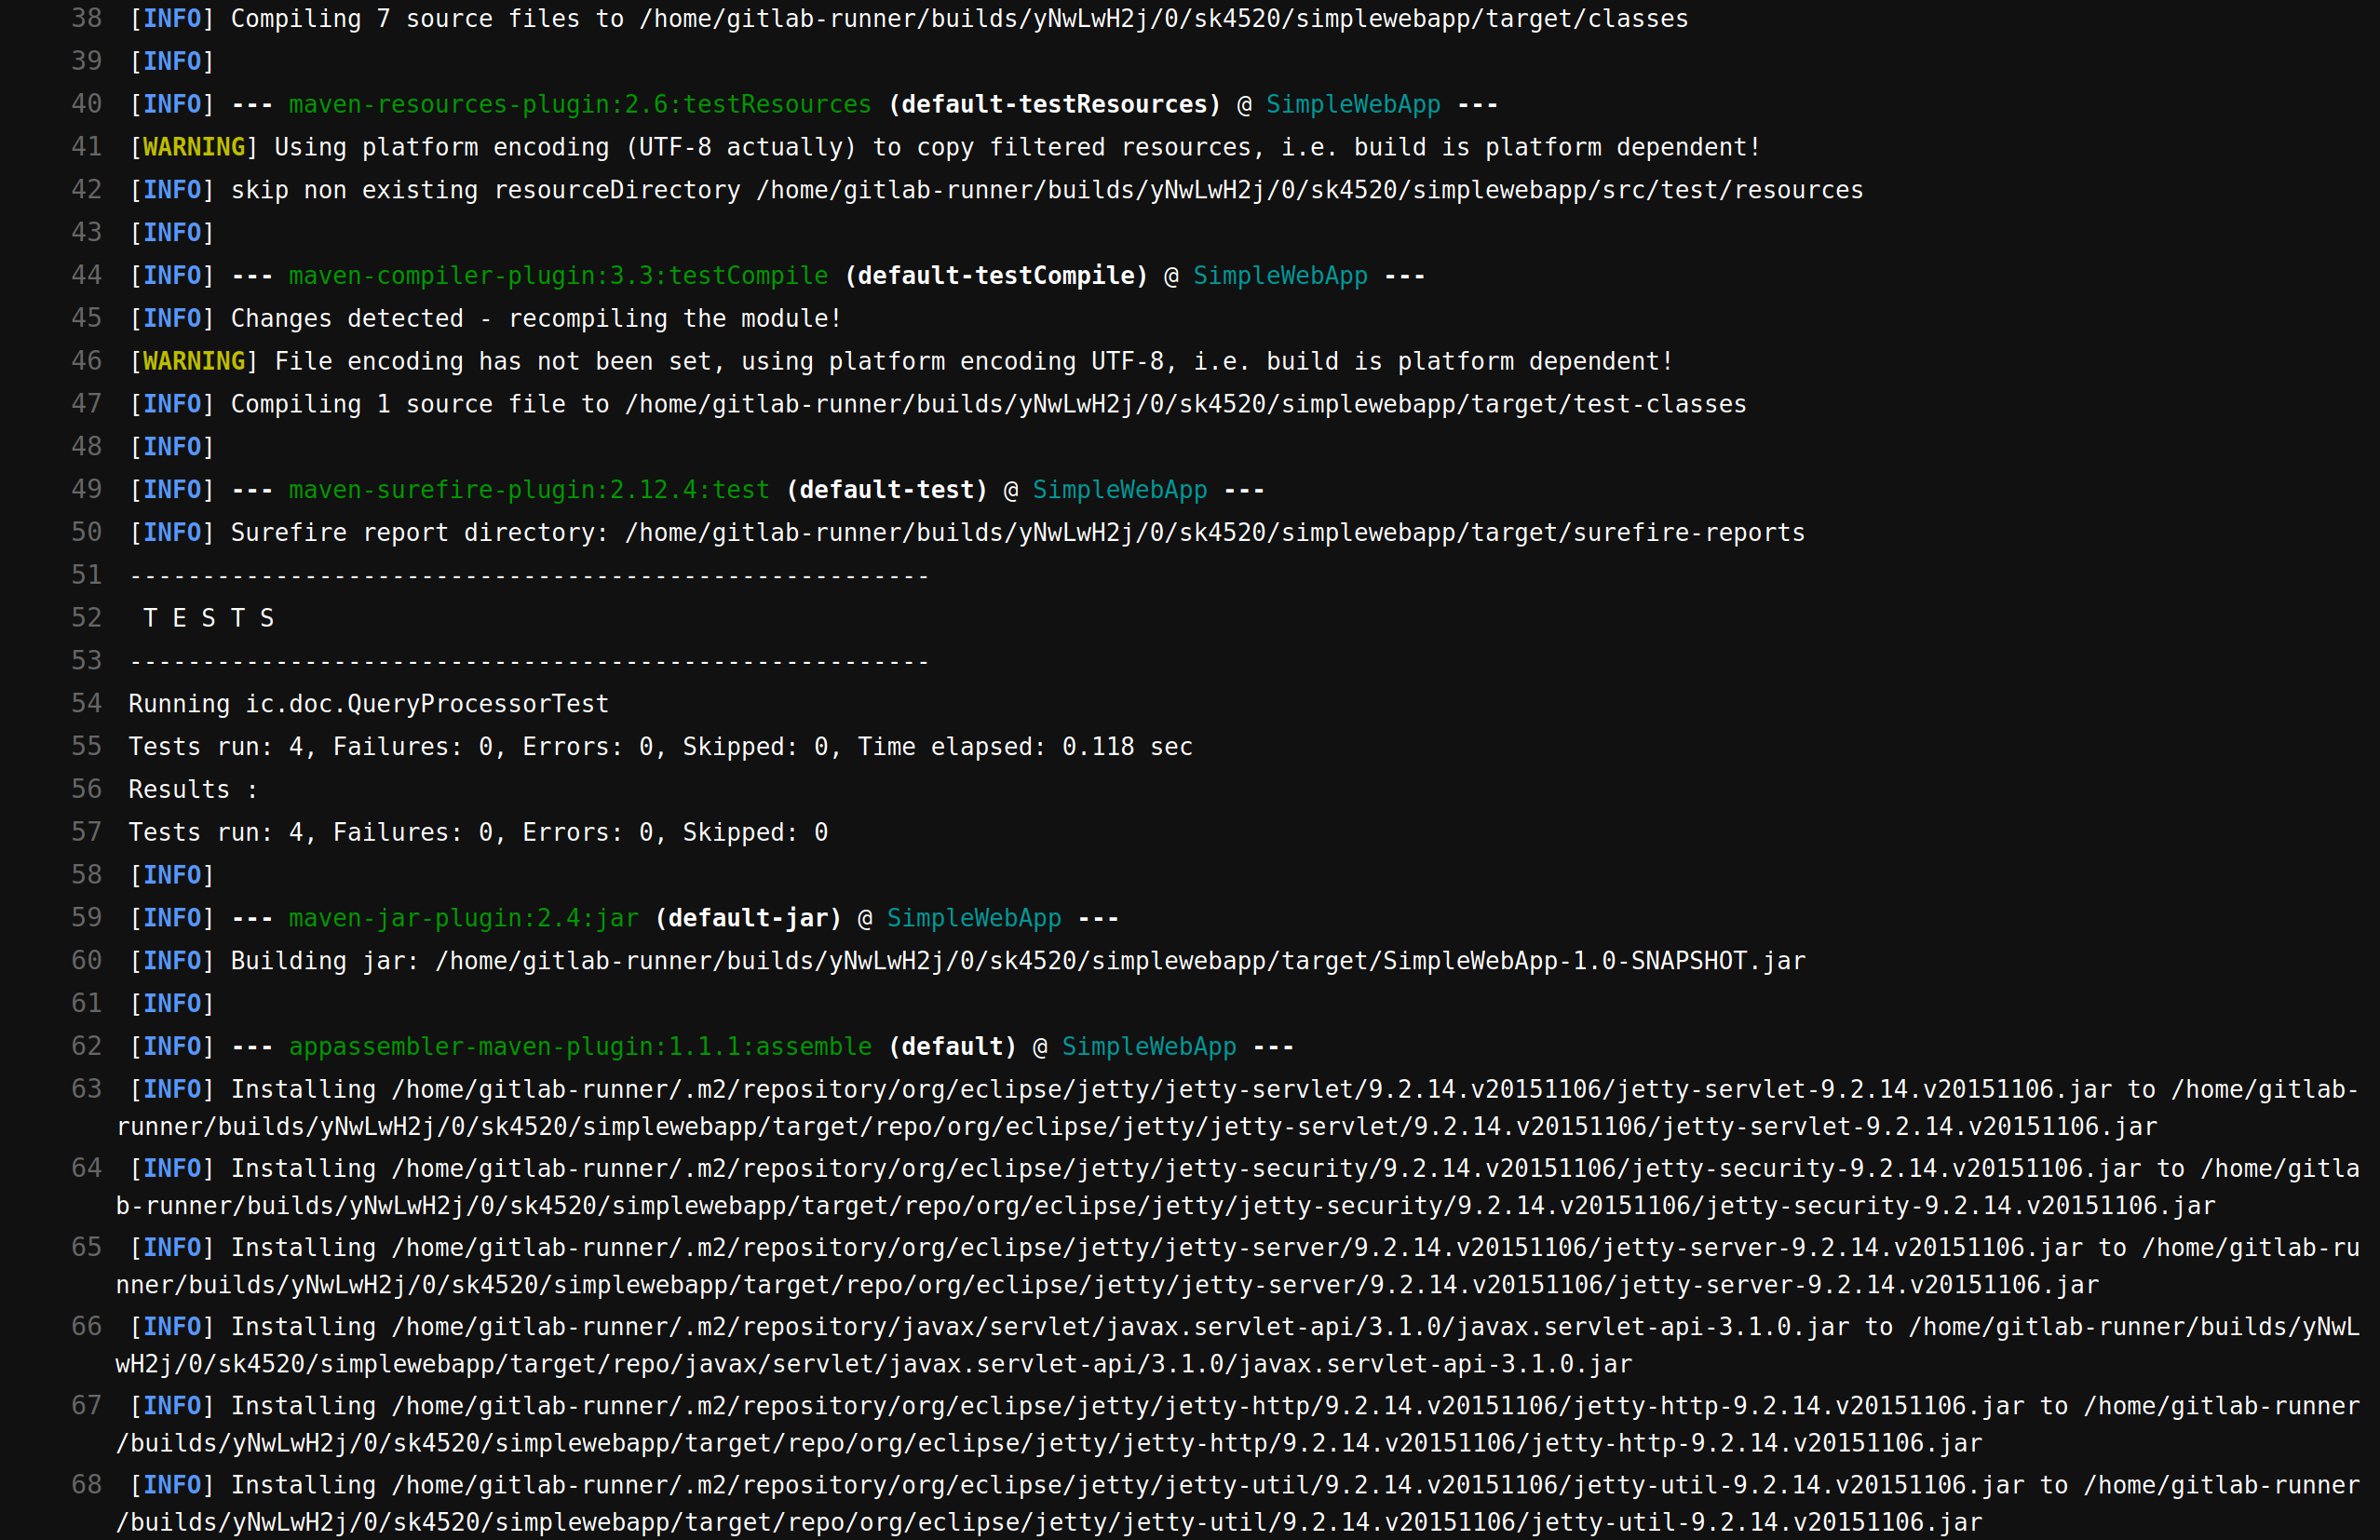 38 [INFO] Compiling 7 source files to /home/gitlab-runner/builds/yNwLwH2j/0/sk4520/simplewebapp/target/classes
39 [INFO]
40 [INFO] --- maven-resources-plugin:2.6:testResources (default-testResources) @ SimpleWebApp ---
41 [WARNING] Using platform encoding (UTF-8 actually) to copy filtered resources, i.e. build is platform dependent!
42 [INFO] skip non existing resourceDirectory /home/gitlab-runner/builds/yNwLwH2j/0/sk4520/simplewebapp/src/test/resources
43 [INFO]
44 [INFO] --- maven-compiler-plugin:3.3:testCompile (default-testCompile) @ SimpleWebApp ---
45 [INFO] Changes detected - recompiling the module!
46 [WARNING] File encoding has not been set, using platform encoding UTF-8, i.e. build is platform dependent!
47 [INFO] Compiling 1 source file to /home/gitlab-runner/builds/yNwLwH2j/0/sk4520/simplewebapp/target/test-classes
48 [INFO]
49 [INFO] --- maven-surefire-plugin:2.12.4:test (default-test) @ SimpleWebApp ---
50 [INFO] Surefire report directory: /home/gitlab-runner/builds/yNwLwH2j/0/sk4520/simplewebapp/target/surefire-reports
51 -------------------------------------------------------
52  T E S T S
53 -------------------------------------------------------
54 Running ic.doc.QueryProcessorTest
55 Tests run: 4, Failures: 0, Errors: 0, Skipped: 0, Time elapsed: 0.118 sec
56 Results :
57 Tests run: 4, Failures: 0, Errors: 0, Skipped: 0
58 [INFO]
59 [INFO] --- maven-jar-plugin:2.4:jar (default-jar) @ SimpleWebApp ---
60 [INFO] Building jar: /home/gitlab-runner/builds/yNwLwH2j/0/sk4520/simplewebapp/target/SimpleWebApp-1.0-SNAPSHOT.jar
61 [INFO]
62 [INFO] --- appassembler-maven-plugin:1.1.1:assemble (default) @ SimpleWebApp ---
63 [INFO] Installing /home/gitlab-runner/.m2/repository/org/eclipse/jetty/jetty-servlet/9.2.14.v20151106/jetty-servlet-9.2.14.v20151106.jar to /home/gitlab-
runner/builds/yNwLwH2j/0/sk4520/simplewebapp/target/repo/org/eclipse/jetty/jetty-servlet/9.2.14.v20151106/jetty-servlet-9.2.14.v20151106.jar
64 [INFO] Installing /home/gitlab-runner/.m2/repository/org/eclipse/jetty/jetty-security/9.2.14.v20151106/jetty-security-9.2.14.v20151106.jar to /home/gitla
b-runner/builds/yNwLwH2j/0/sk4520/simplewebapp/target/repo/org/eclipse/jetty/jetty-security/9.2.14.v20151106/jetty-security-9.2.14.v20151106.jar
65 [INFO] Installing /home/gitlab-runner/.m2/repository/org/eclipse/jetty/jetty-server/9.2.14.v20151106/jetty-server-9.2.14.v20151106.jar to /home/gitlab-ru
nner/builds/yNwLwH2j/0/sk4520/simplewebapp/target/repo/org/eclipse/jetty/jetty-server/9.2.14.v20151106/jetty-server-9.2.14.v20151106.jar
66 [INFO] Installing /home/gitlab-runner/.m2/repository/javax/servlet/javax.servlet-api/3.1.0/javax.servlet-api-3.1.0.jar to /home/gitlab-runner/builds/yNwL
wH2j/0/sk4520/simplewebapp/target/repo/javax/servlet/javax.servlet-api/3.1.0/javax.servlet-api-3.1.0.jar
67 [INFO] Installing /home/gitlab-runner/.m2/repository/org/eclipse/jetty/jetty-http/9.2.14.v20151106/jetty-http-9.2.14.v20151106.jar to /home/gitlab-runner
/builds/yNwLwH2j/0/sk4520/simplewebapp/target/repo/org/eclipse/jetty/jetty-http/9.2.14.v20151106/jetty-http-9.2.14.v20151106.jar
68 [INFO] Installing /home/gitlab-runner/.m2/repository/org/eclipse/jetty/jetty-util/9.2.14.v20151106/jetty-util-9.2.14.v20151106.jar to /home/gitlab-runner
/builds/yNwLwH2j/0/sk4520/simplewebapp/target/repo/org/eclipse/jetty/jetty-util/9.2.14.v20151106/jetty-util-9.2.14.v20151106.jar